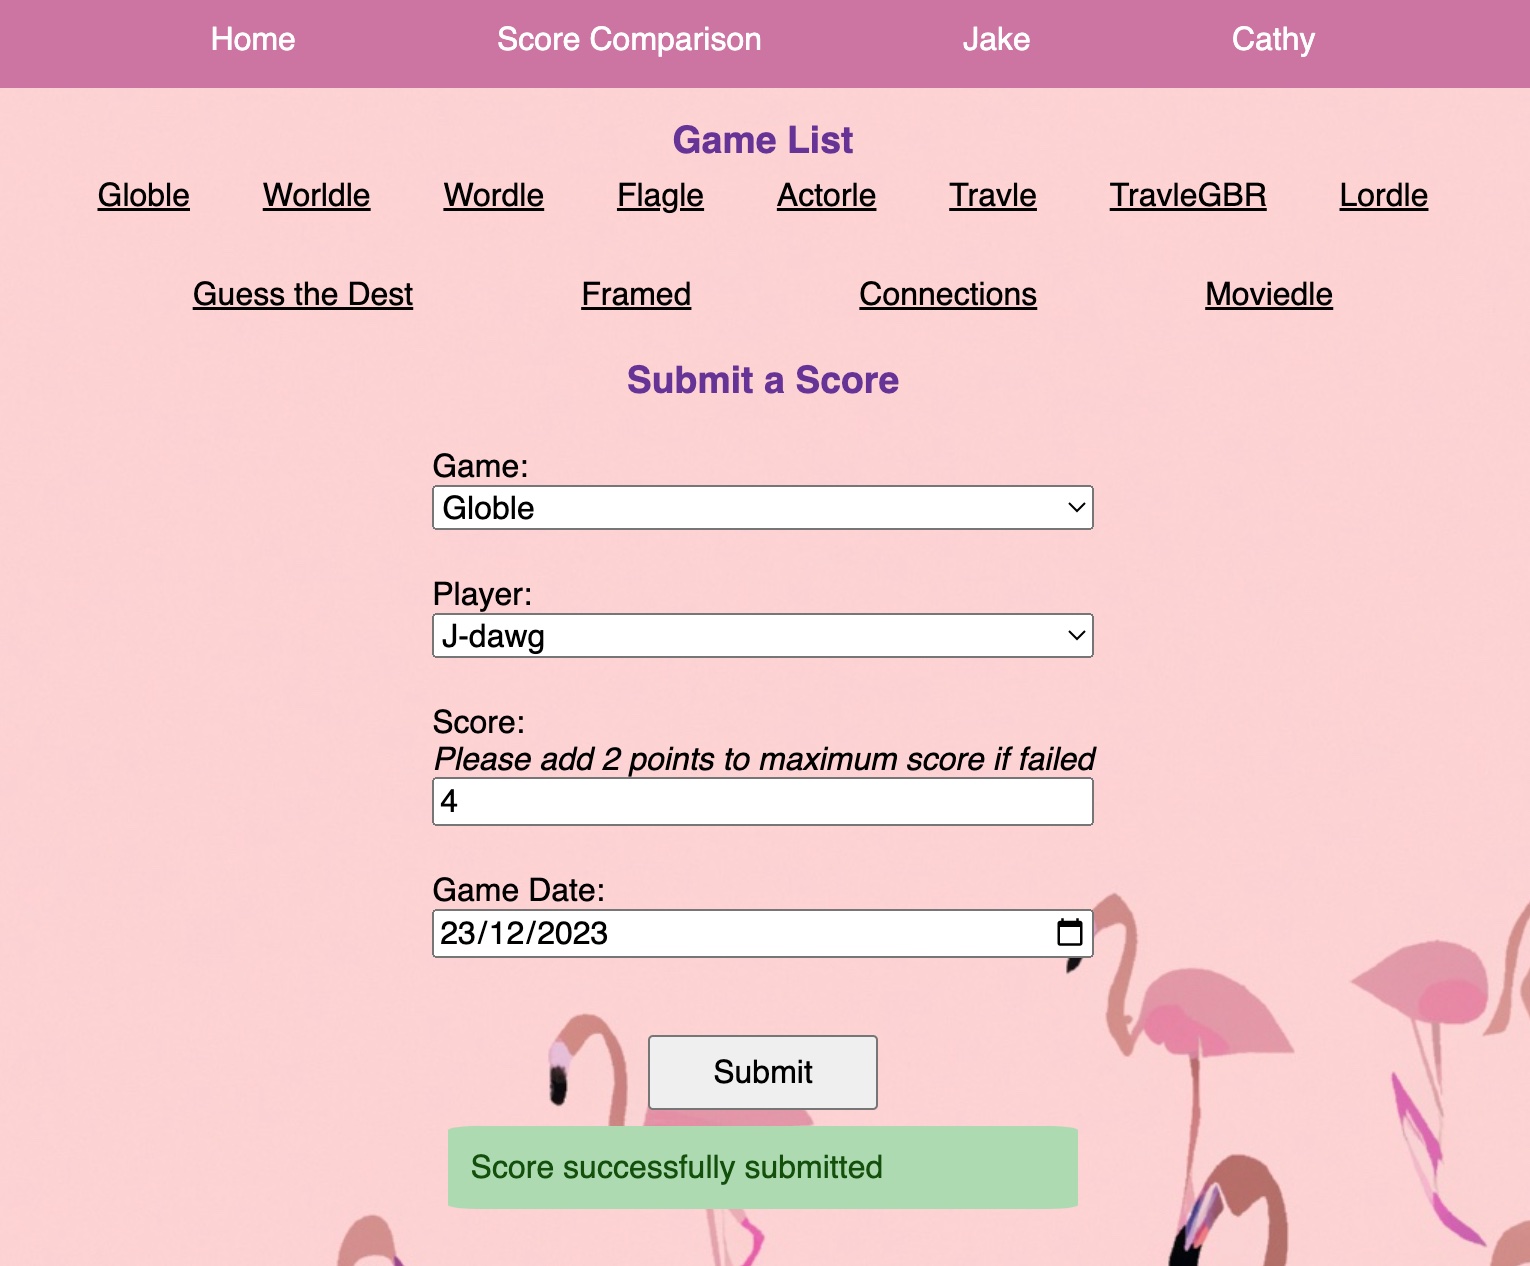 Home Score Comparison Jake Cathy
Game List
Globle Worldle Wordle Flagle Actorle Travle TravleGBR Lordle
Guess the Dest Framed Connections Moviedle
Submit a Score
Game:
Globle
Player:
J-dawg
Score:
Please add 2 points to maximum score if failed
4
Game Date:
23/12/2023
Submit
Score successfully submitted